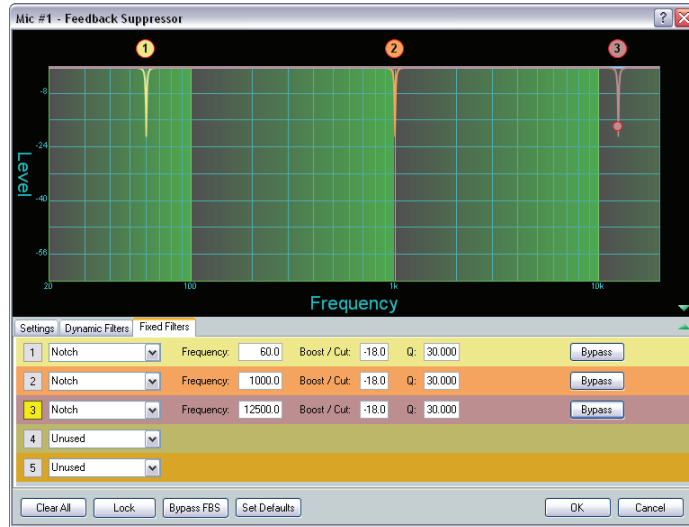 Mic #1 - Feedback Suppressor
1 2 3
-8
-24
-40
-56
Level
20 100 1k 10k
Frequency
Settings Dynamic Filters Fixed Filters
1 Notch Frequency: 60.0 Boost / Cut: -18.0 Q: 30.000 Bypass
2 Notch Frequency: 1000.0 Boost / Cut: -18.0 Q: 30.000 Bypass
3 Notch Frequency: 12500.0 Boost / Cut: -18.0 Q: 30.000 Bypass
4 Unused
5 Unused
Clear All Lock Bypass FBS Set Defaults OK Cancel